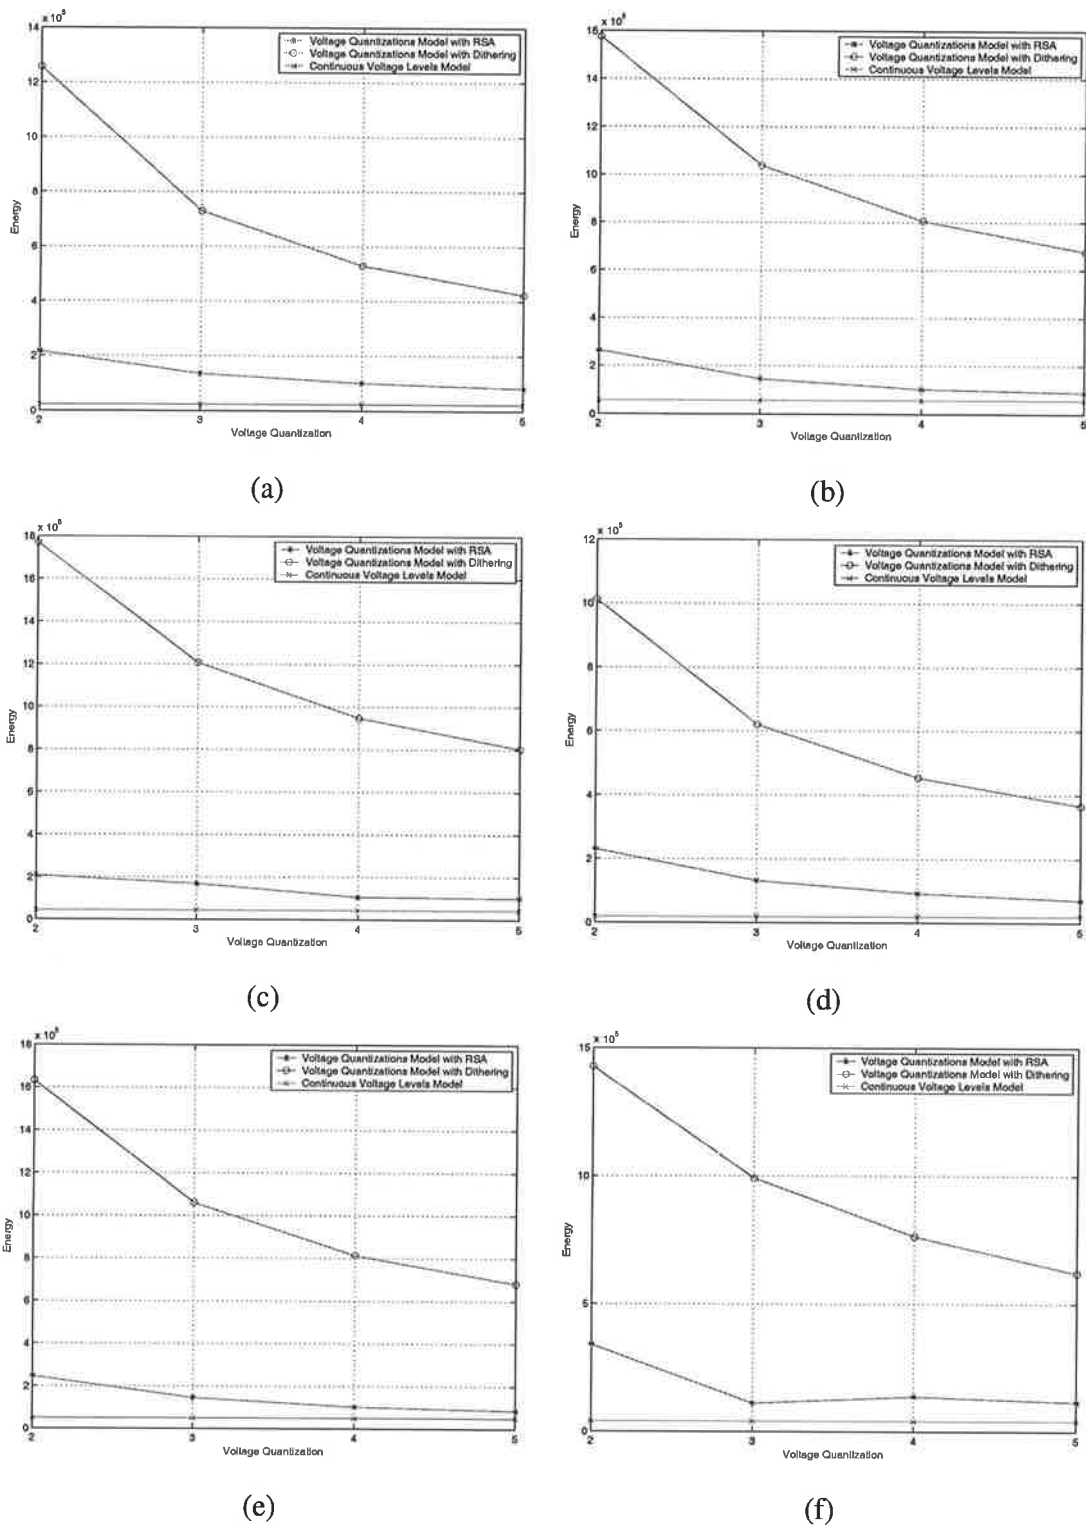 x 10^5
14
12
10
8
6
4
2
0
2 3 4 5
Energy
Voltage Quantization
Voltage Quantizations Model with RSA
Voltage Quantizations Model with Dithering
Continuous Voltage Levels Model
(a)
x 10^5
16
14
12
10
8
6
4
2
0
2 3 4 5
Energy
Voltage Quantization
Voltage Quantizations Model with RSA
Voltage Quantizations Model with Dithering
Continuous Voltage Levels Model
(b)
x 10^5
18
16
14
12
10
8
6
4
2
0
2 3 4 5
Energy
Voltage Quantization
Voltage Quantizations Model with RSA
Voltage Quantizations Model with Dithering
Continuous Voltage Levels Model
(c)
x 10^5
12
10
8
6
4
2
0
2 3 4 5
Energy
Voltage Quantization
Voltage Quantizations Model with RSA
Voltage Quantizations Model with Dithering
Continuous Voltage Levels Model
(d)
x 10^5
18
16
14
12
10
8
6
4
2
0
2 3 4 5
Energy
Voltage Quantization
Voltage Quantizations Model with RSA
Voltage Quantizations Model with Dithering
Continuous Voltage Levels Model
(e)
x 10^5
15
10
5
0
2 3 4 5
Energy
Voltage Quantization
Voltage Quantizations Model with RSA
Voltage Quantizations Model with Dithering
Continuous Voltage Levels Model
(f)